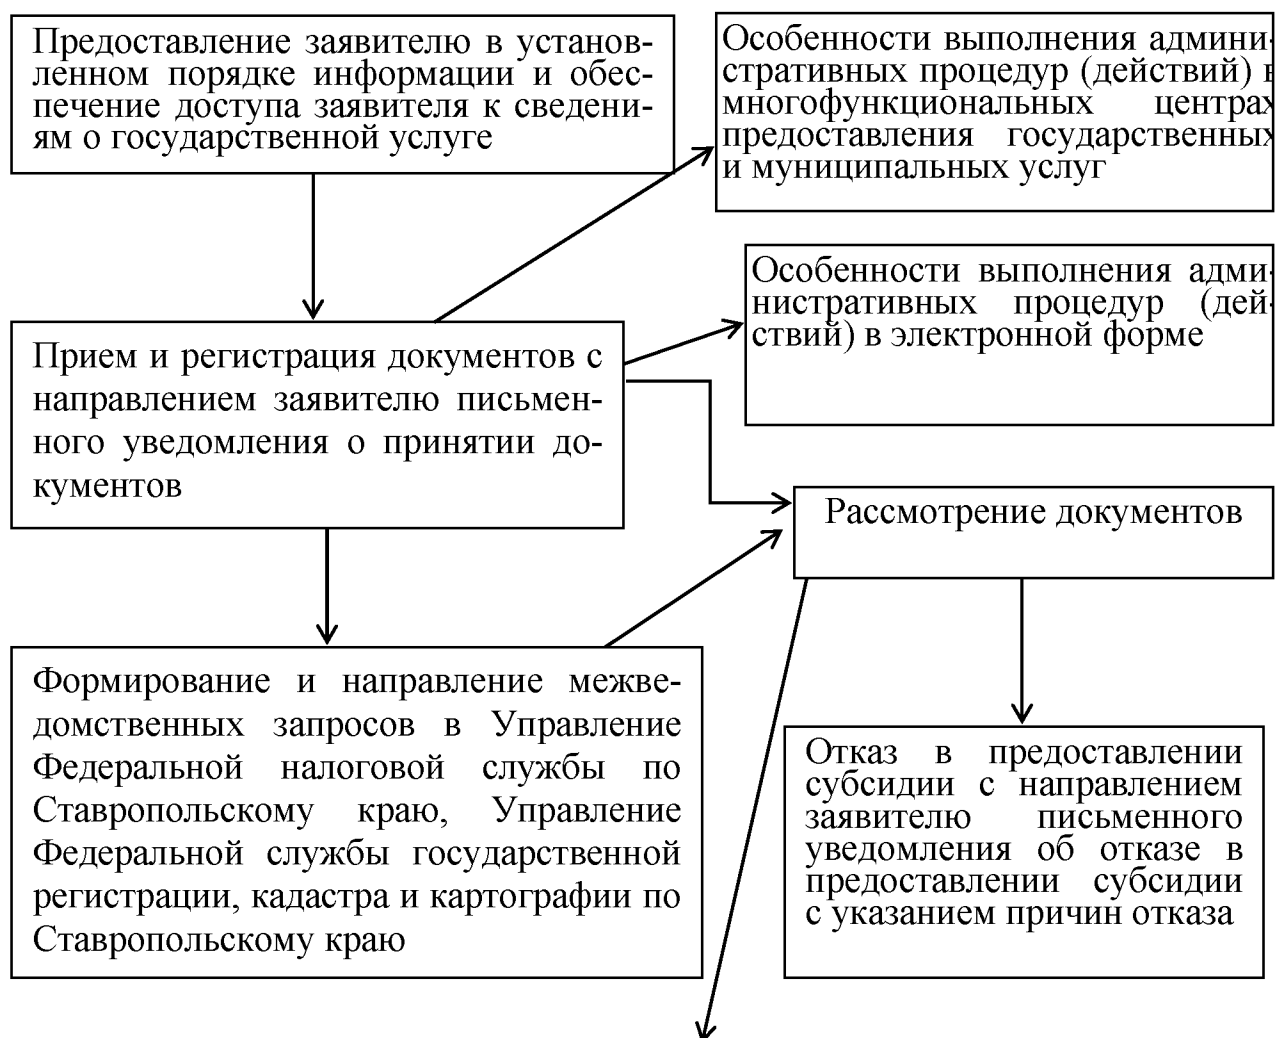 Предоставление заявителю в установ-
ленном порядке информации и обес-
печение доступа заявителя к сведени-
ям о государственной услуге
Особенности выполнения админи-
стративных процедур (действий) в
многофункциональных центрах
предоставления государственных
и муниципальных услуг
Особенности выполнения адми-
нистративных процедур (дей-
ствий) в электронной форме
Прием и регистрация документов с
направлением заявителю письмен-
ного уведомления о принятии до-
кументов
Рассмотрение документов
Формирование и направление межве-
домственных запросов в Управление
Федеральной налоговой службы по
Ставропольскому краю, Управление
Федеральной службы государственной
регистрации, кадастра и картографии по
Ставропольскому краю
Отказ в предоставлении
субсидии с направлением
заявителю письменного
уведомления об отказе в
предоставлении субсидии
с указанием причин отказа